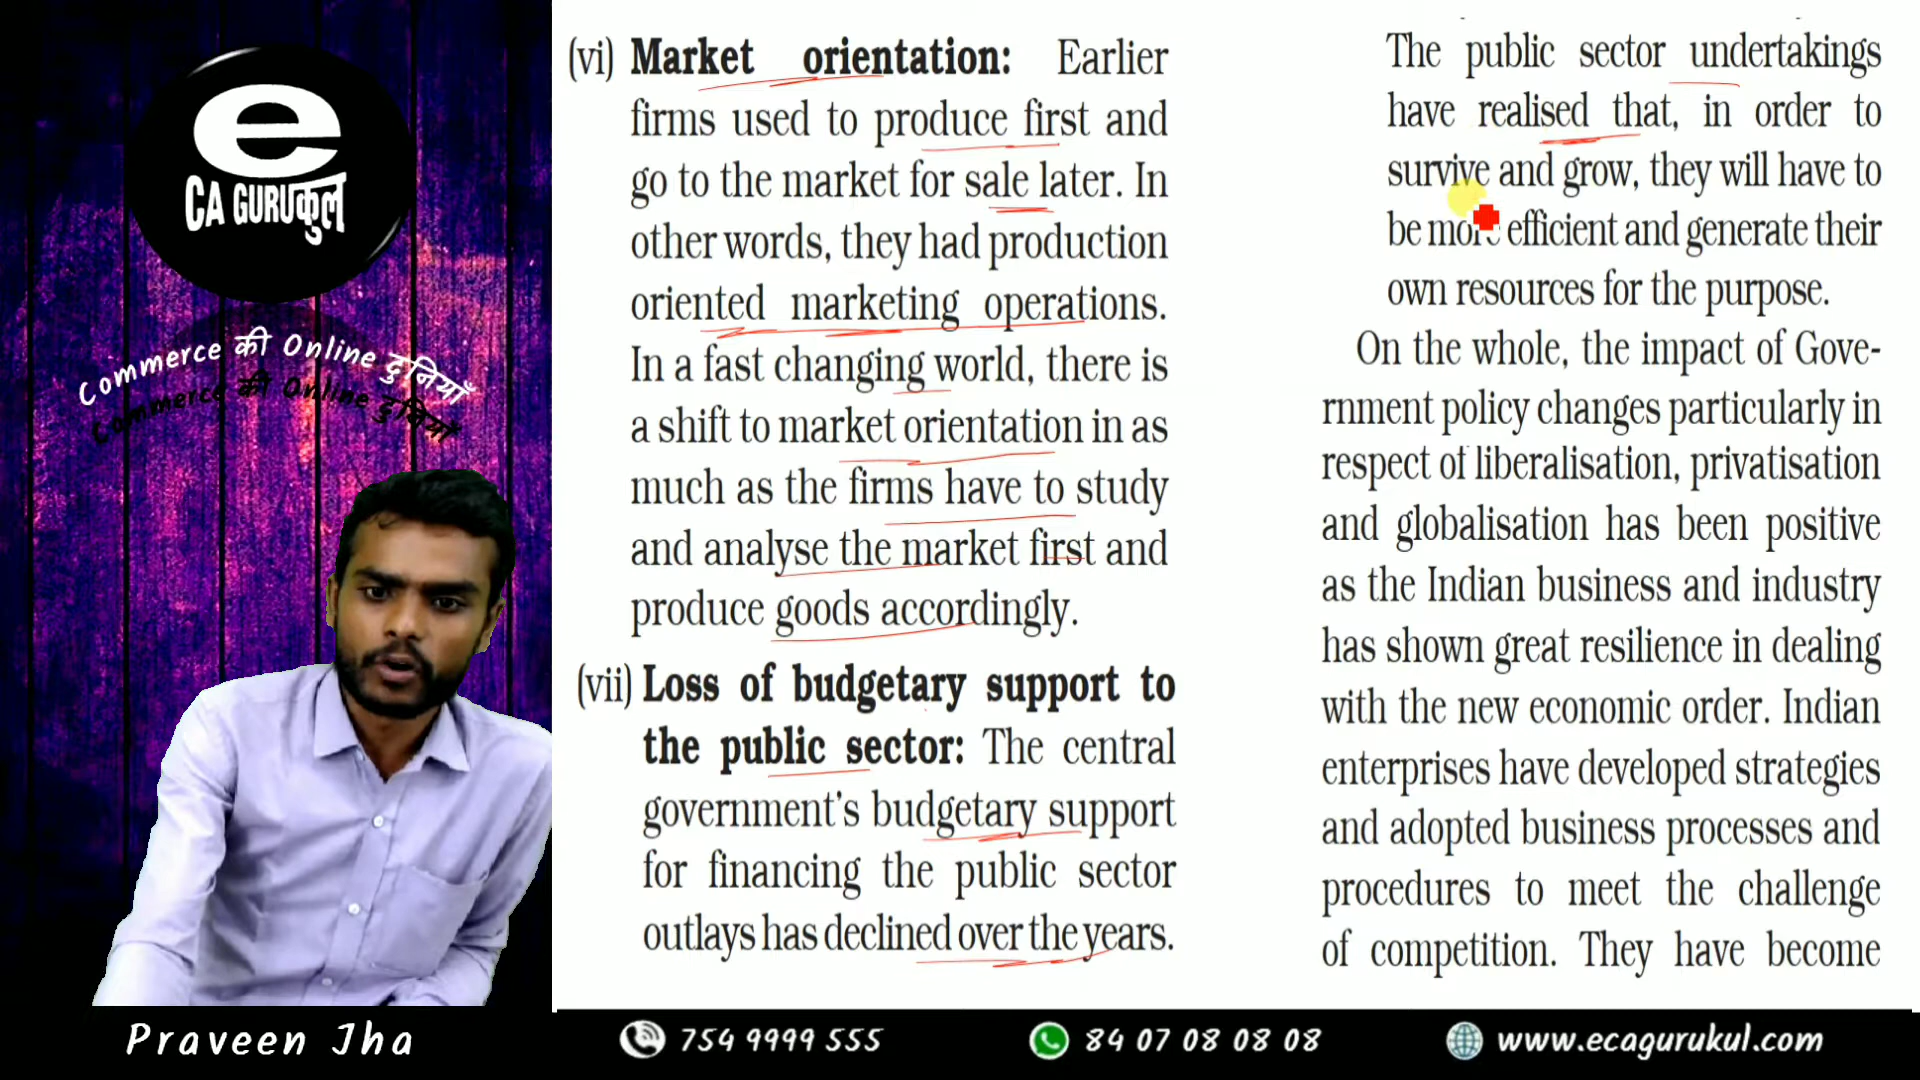 e
CA GURUकुल
Commerce की Online दुनियाँ
Commerce की Online दुनियाँ
(vi) Market orientation: Earlier
firms used to produce first and
go to the market for sale later. In
other words, they had production
oriented marketing operations.
In a fast changing world, there is
a shift to market orientation in as
much as the firms have to study
and analyse the market first and
produce goods accordingly.
(vii) Loss of budgetary support to
the public sector: The central
government's budgetary support
for financing the public sector
outlays has declined over the years.
The public sector undertakings
have realised that, in order to
survive and grow, they will have to
be more efficient and generate their
own resources for the purpose.
On the whole, the impact of Gove-
rnment policy changes particularly in
respect of liberalisation, privatisation
and globalisation has been positive
as the Indian business and industry
has shown great resilience in dealing
with the new economic order. Indian
enterprises have developed strategies
and adopted business processes and
procedures to meet the challenge
of competition. They have become
Praveen Jha
754 9999 555
84 07 08 08 08
www.ecagurukul.com